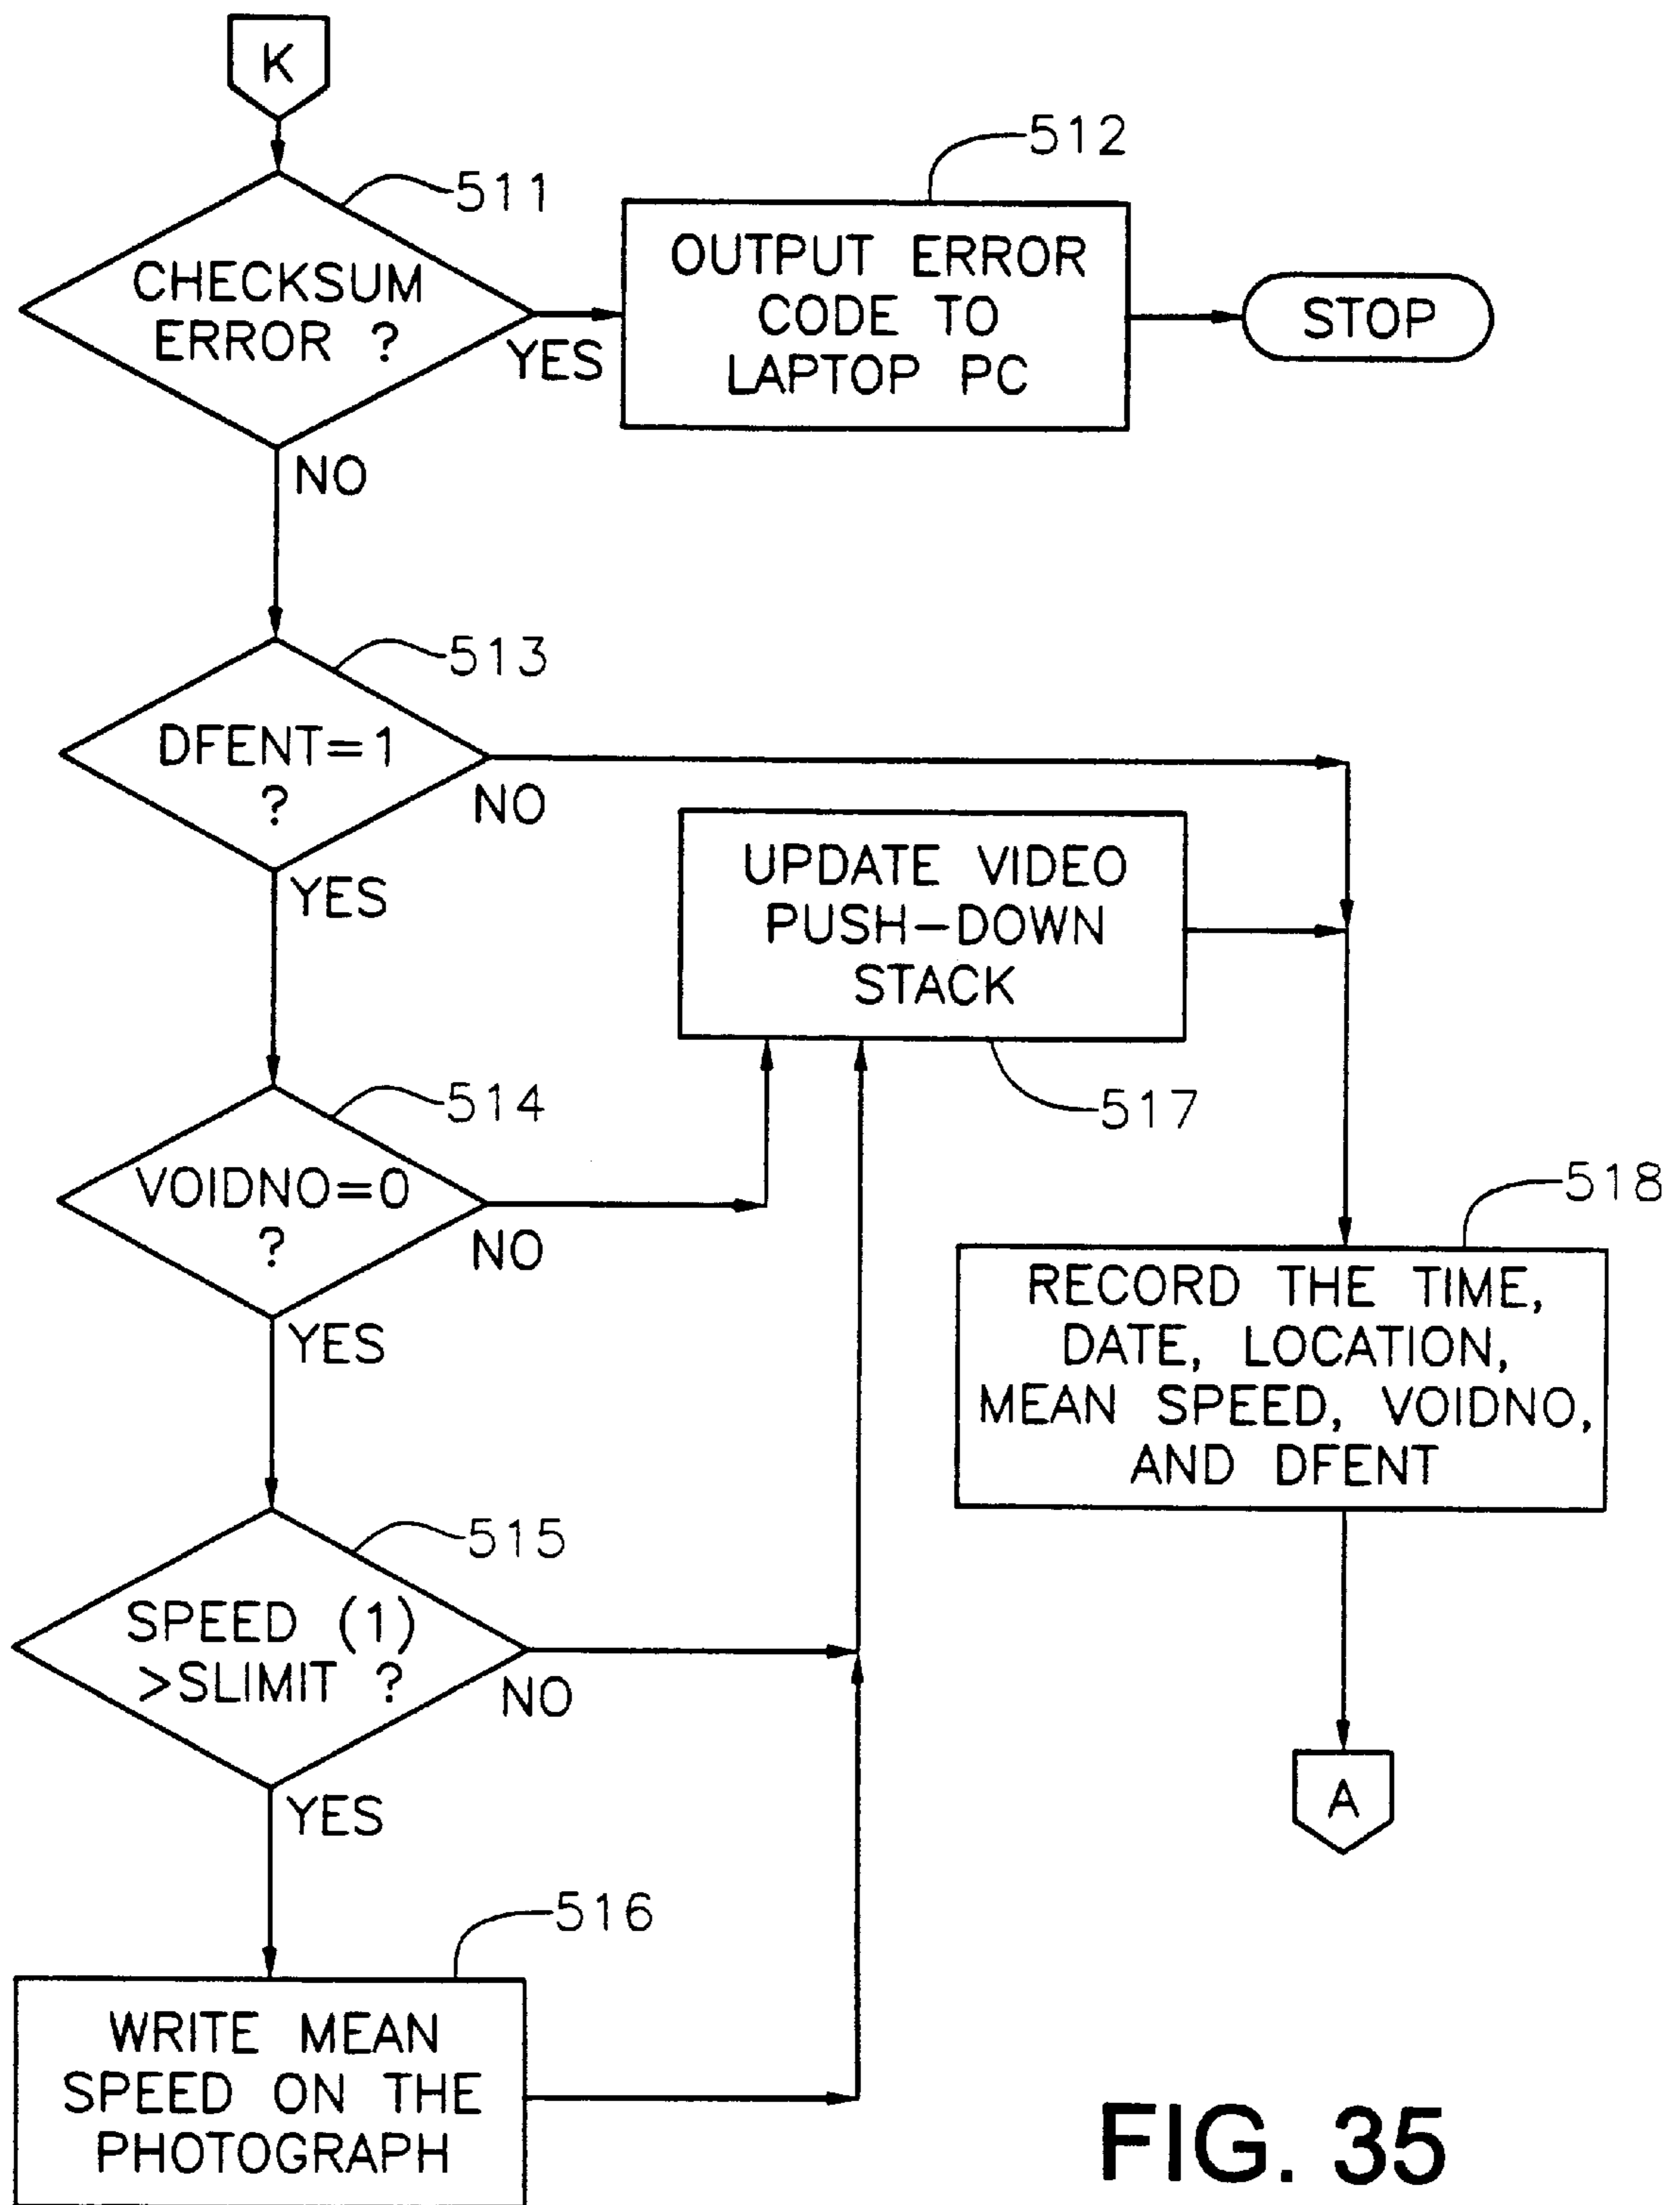 K
511
CHECKSUM
ERROR ?
YES
NO
512
OUTPUT ERROR
CODE TO
LAPTOP PC
STOP
513
DFENT=1
?
NO
YES
UPDATE VIDEO
PUSH-DOWN
STACK
517
514
VOIDNO=0
?
NO
YES
518
RECORD THE TIME,
DATE, LOCATION,
MEAN SPEED, VOIDNO,
AND DFENT
A
515
SPEED (1)
>SLIMIT ?
NO
YES
516
WRITE MEAN
SPEED ON THE
PHOTOGRAPH
FIG. 35